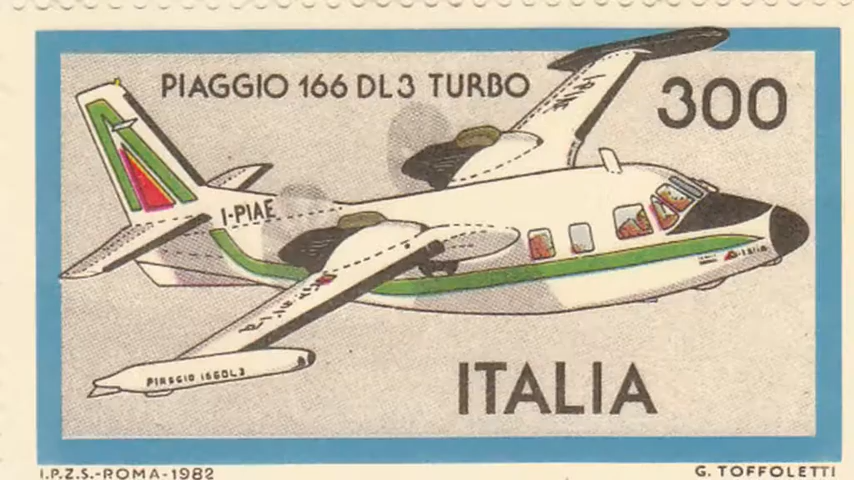 PIAGGIO 166 DL3 TURBO
300
I-PIAE
PIAGGIO 166DL3
ITALIA
I.P.Z.S.-ROMA-1982
G. TOFFOLETTI